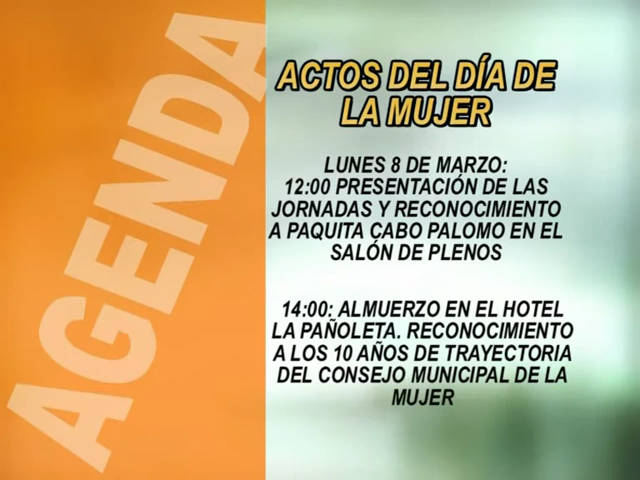 AGENDA
ACTOS DEL DÍA DE
LA MUJER
LUNES 8 DE MARZO:
12:00 PRESENTACIÓN DE LAS
JORNADAS Y RECONOCIMIENTO
A PAQUITA CABO PALOMO EN EL
SALÓN DE PLENOS
14:00: ALMUERZO EN EL HOTEL
LA PAÑOLETA. RECONOCIMIENTO
A LOS 10 AÑOS DE TRAYECTORIA
DEL CONSEJO MUNICIPAL DE LA
MUJER